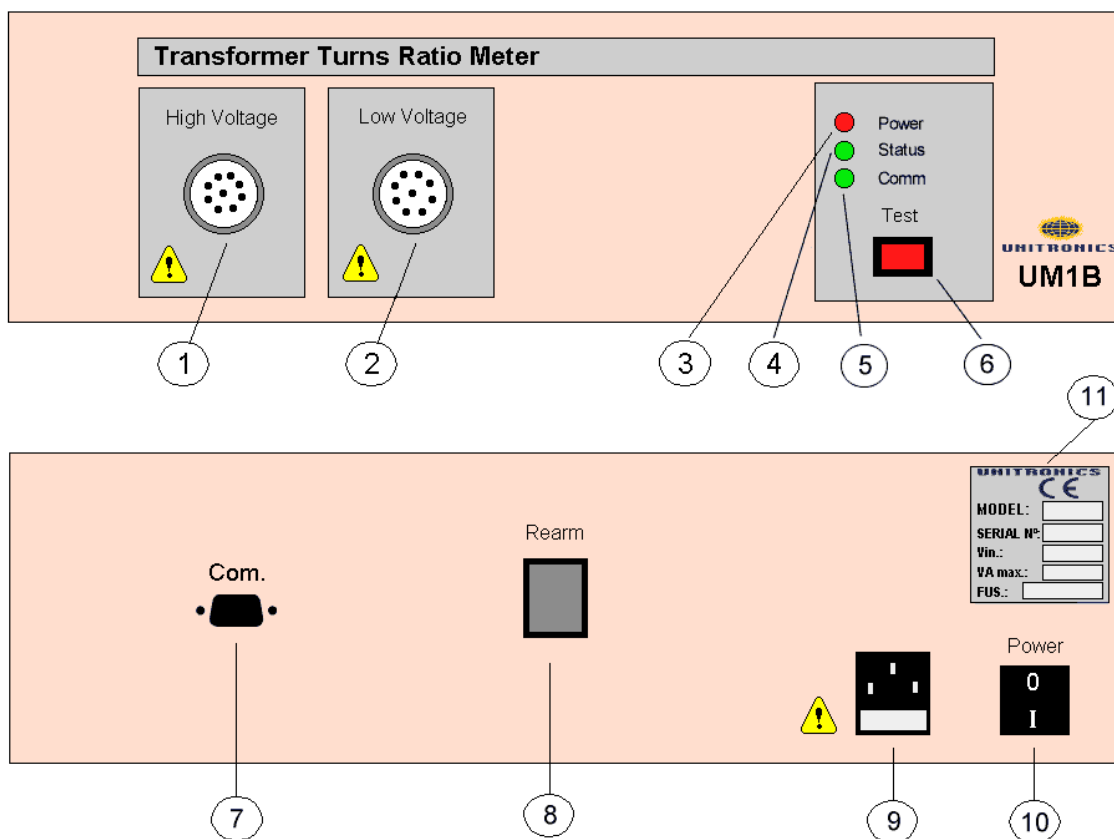 Transformer Turns Ratio Meter
High Voltage
Low Voltage
Power
Status
Comm
Test
UNITRONICS
UM1B
1
2
3
4
5
6
11
UNITRONICS
CE
MODEL:
SERIAL Nº:
Vin.:
VA max.:
FUS.:
Rearm
Com.
Power
0
I
7
8
9
10